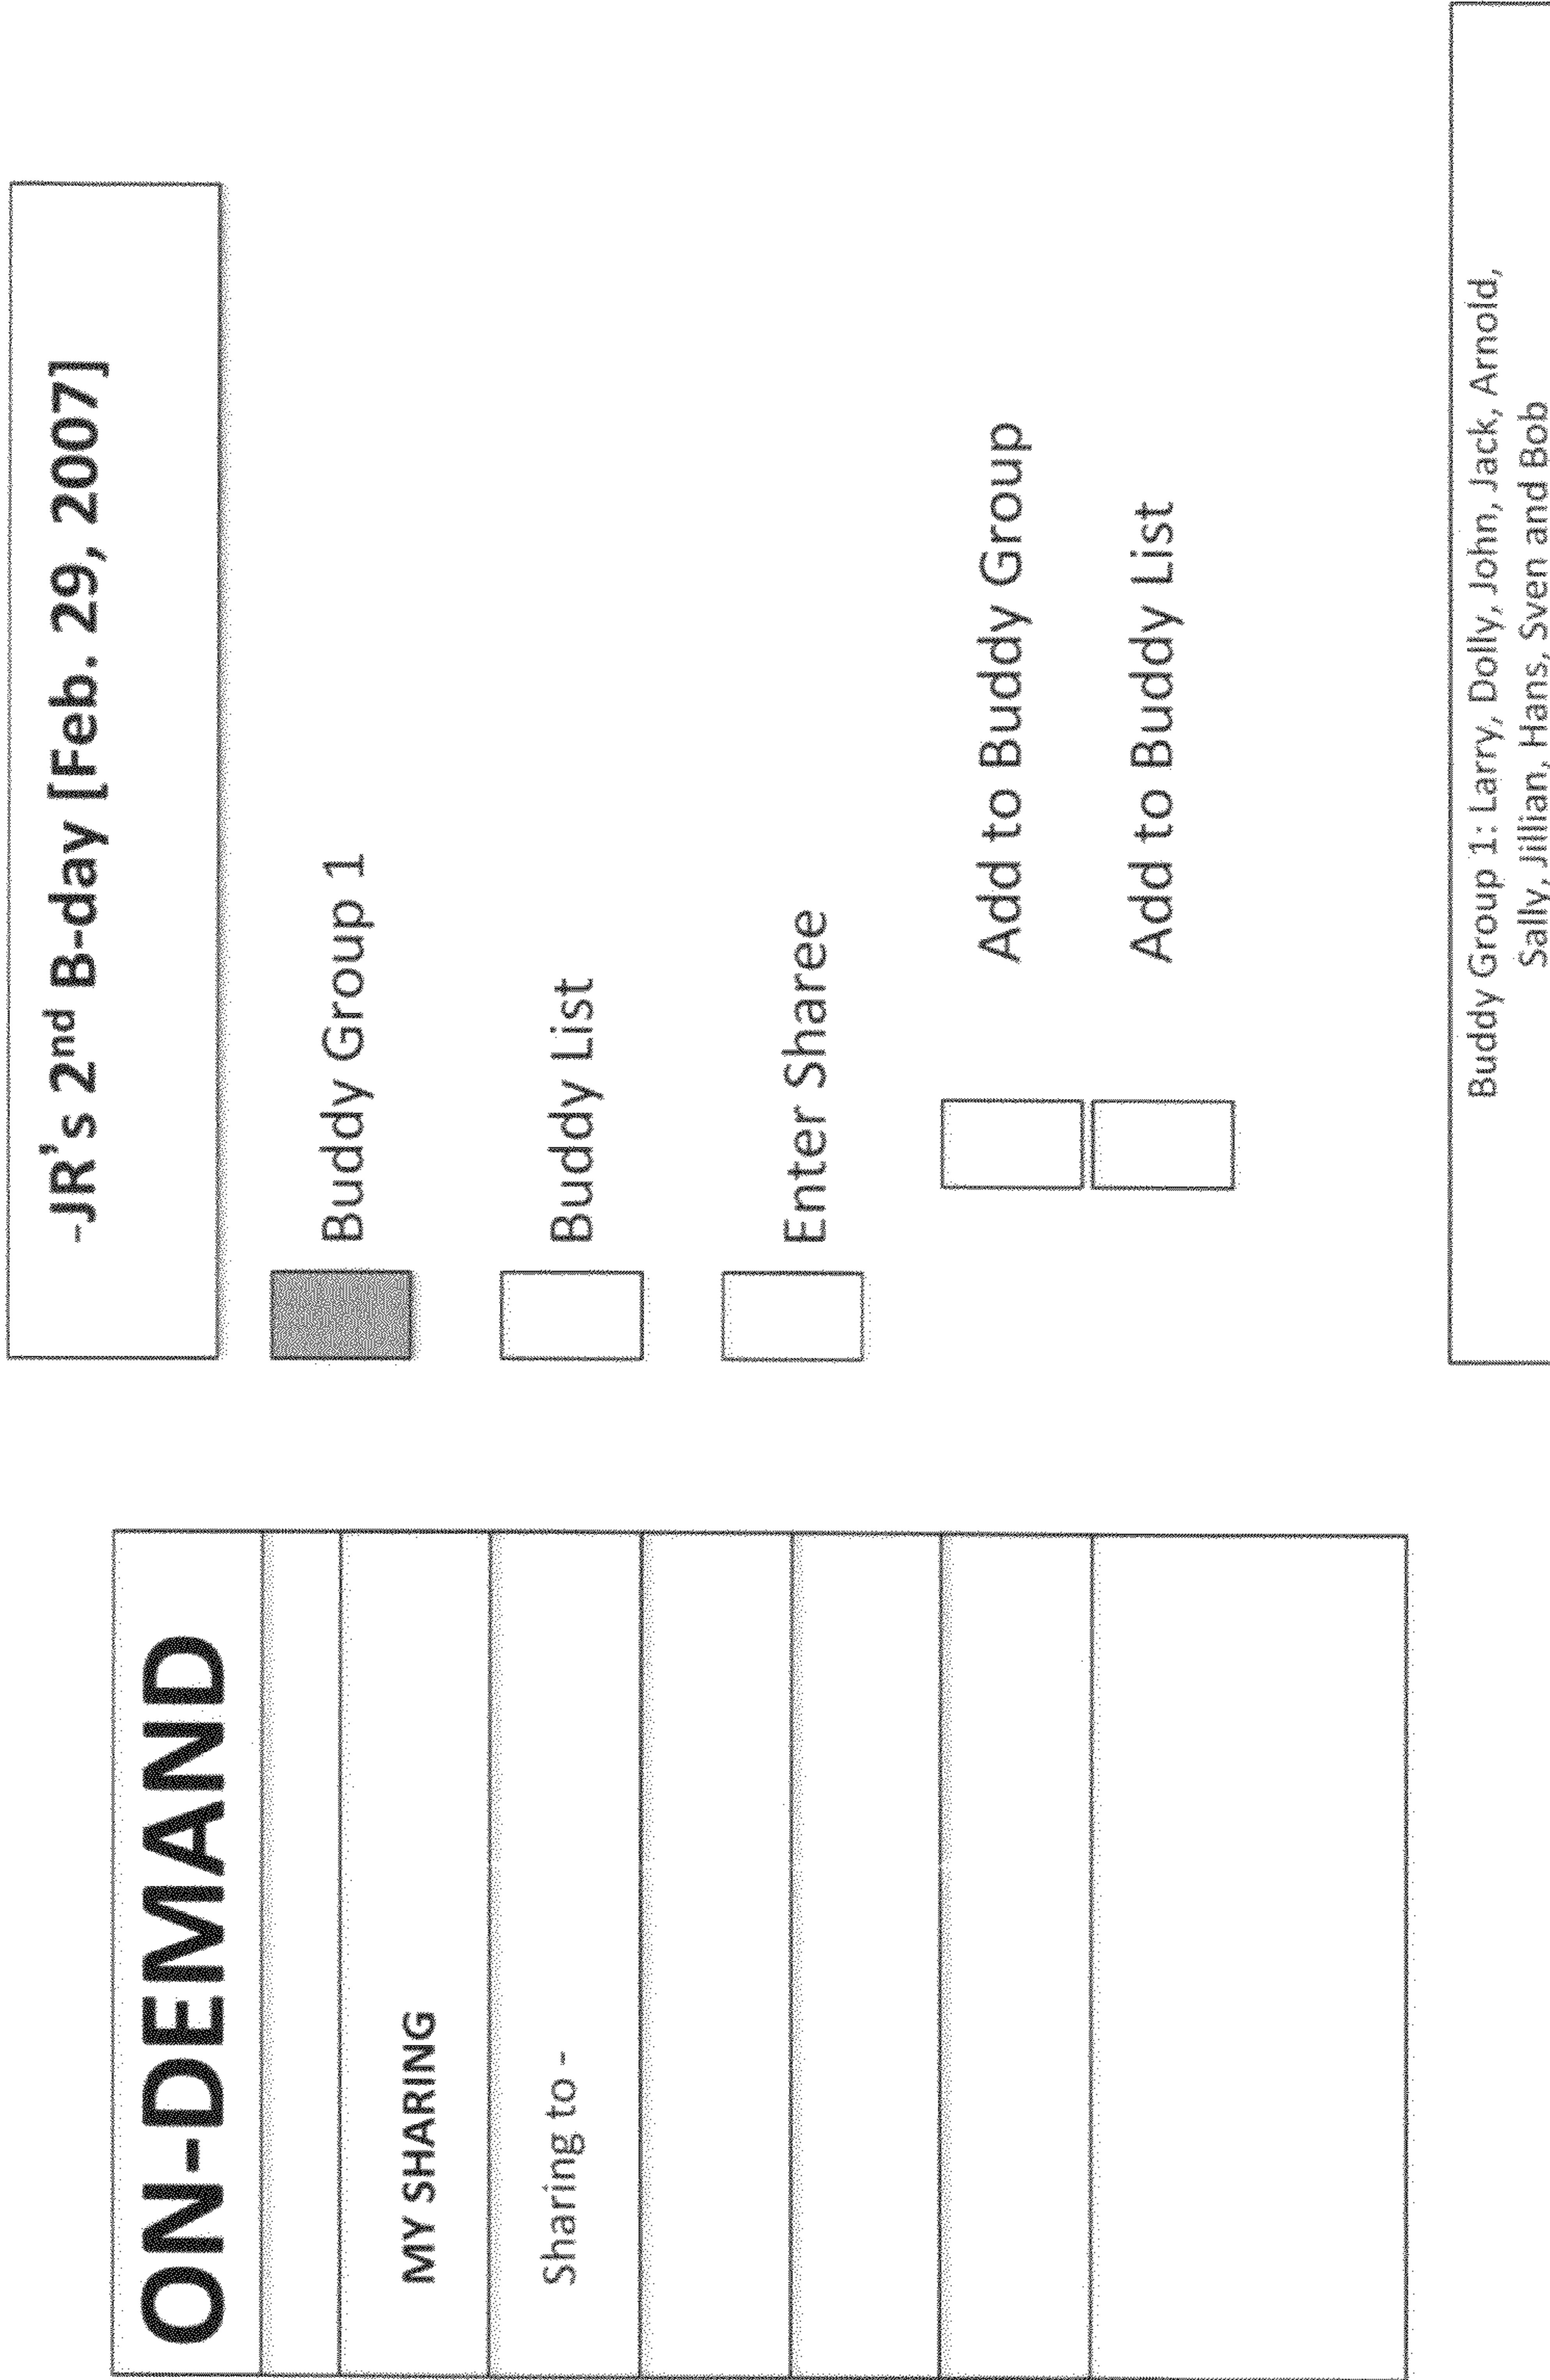 ON-DEMAND
MY SHARING
Sharing to -
-JR's 2nd B-day [Feb. 29, 2007]
Buddy Group 1
Buddy List
Enter Sharee
Add to Buddy Group
Add to Buddy List
Buddy Group 1: Larry, Dolly, John, Jack, Arnold,
Sally, Jillian, Hans, Sven and Bob